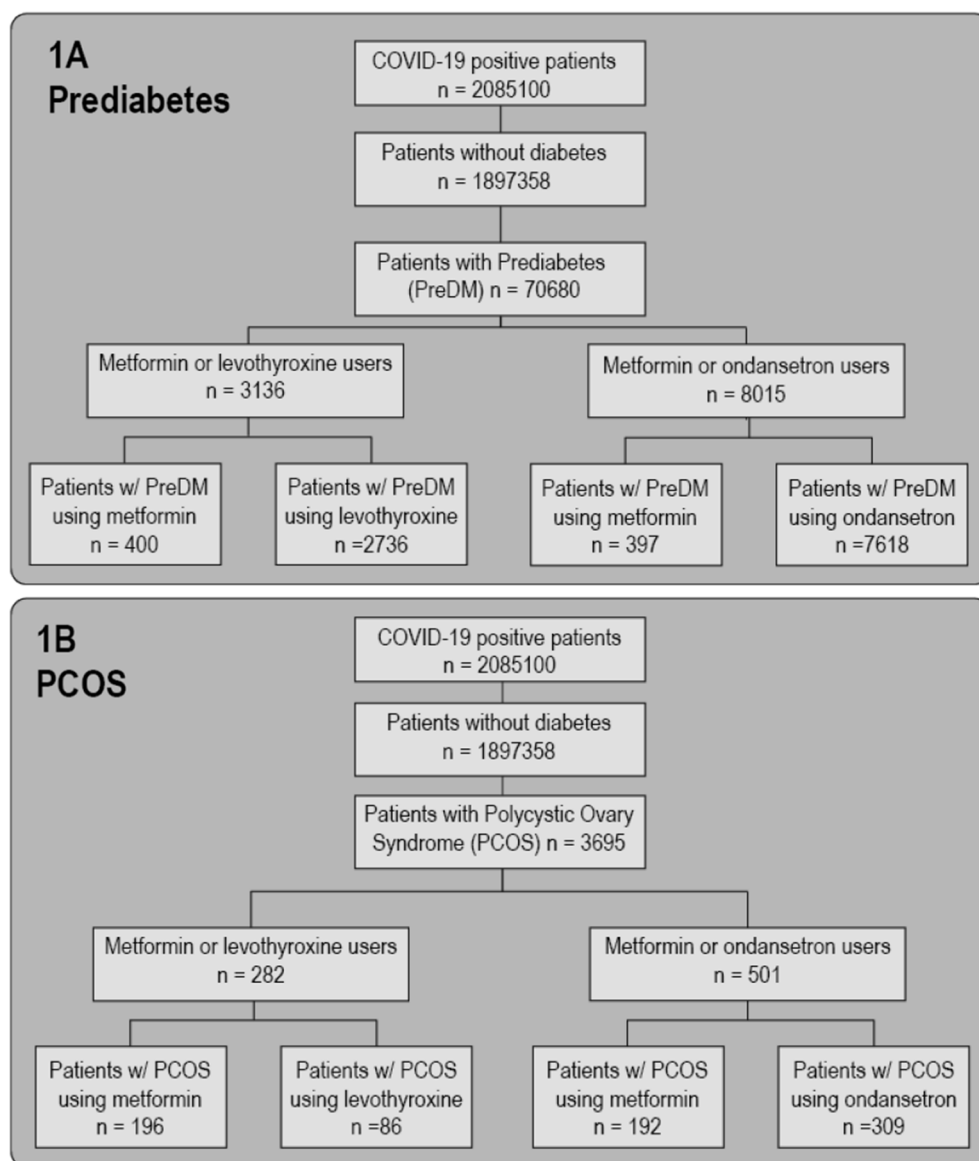 1A
Prediabetes
COVID-19 positive patients
n = 2085100
Patients without diabetes
n = 1897358
Patients with Prediabetes
(PreDM) n = 70680
Metformin or levothyroxine users
n = 3136
Metformin or ondansetron users
n = 8015
Patients w/ PreDM
using metformin
n = 400
Patients w/ PreDM
using levothyroxine
n =2736
Patients w/ PreDM
using metformin
n = 397
Patients w/ PreDM
using ondansetron
n =7618
1B
PCOS
COVID-19 positive patients
n = 2085100
Patients without diabetes
n = 1897358
Patients with Polycystic Ovary
Syndrome (PCOS) n = 3695
Metformin or levothyroxine users
n = 282
Metformin or ondansetron users
n = 501
Patients w/ PCOS
using metformin
n = 196
Patients w/ PCOS
using levothyroxine
n =86
Patients w/ PCOS
using metformin
n = 192
Patients w/ PCOS
using ondansetron
n =309